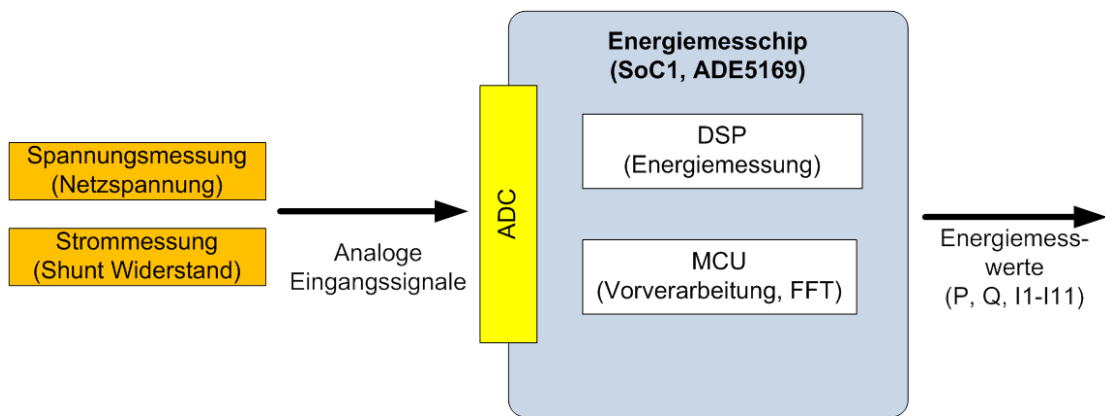 Spannungsmessung
(Netzspannung)
Strommessung
(Shunt Widerstand)
Analoge
Eingangssignale
ADC
Energiemesschip
(SoC1, ADE5169)
DSP
(Energiemessung)
MCU
(Vorverarbeitung, FFT)
Energiemess-
werte
(P, Q, I1-I11)